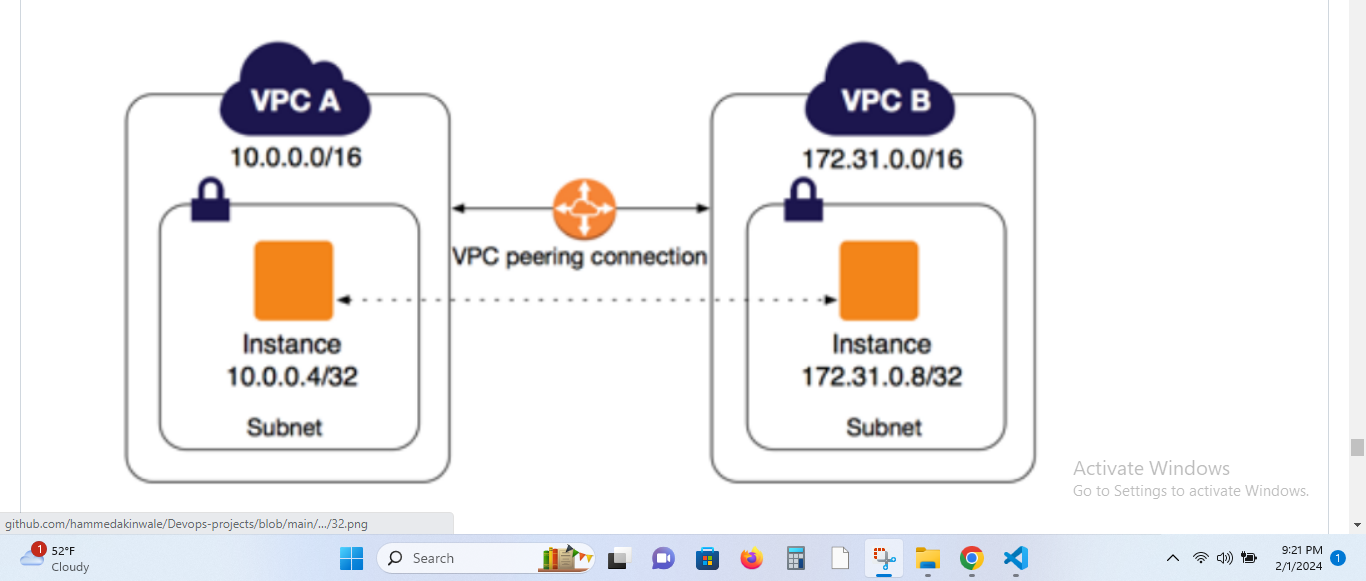 VPC A
10.0.0.0/16
VPC B
172.31.0.0/16
VPC peering connection
Instance
10.0.0.4/32
Subnet
Instance
172.31.0.8/32
Subnet
Activate Windows
Go to Settings to activate Windows.
github.com/hammedakinwale/Devops-projects/blob/main/.../32.png
1
52°F
Cloudy
Search
9:21 PM
2/1/2024
1